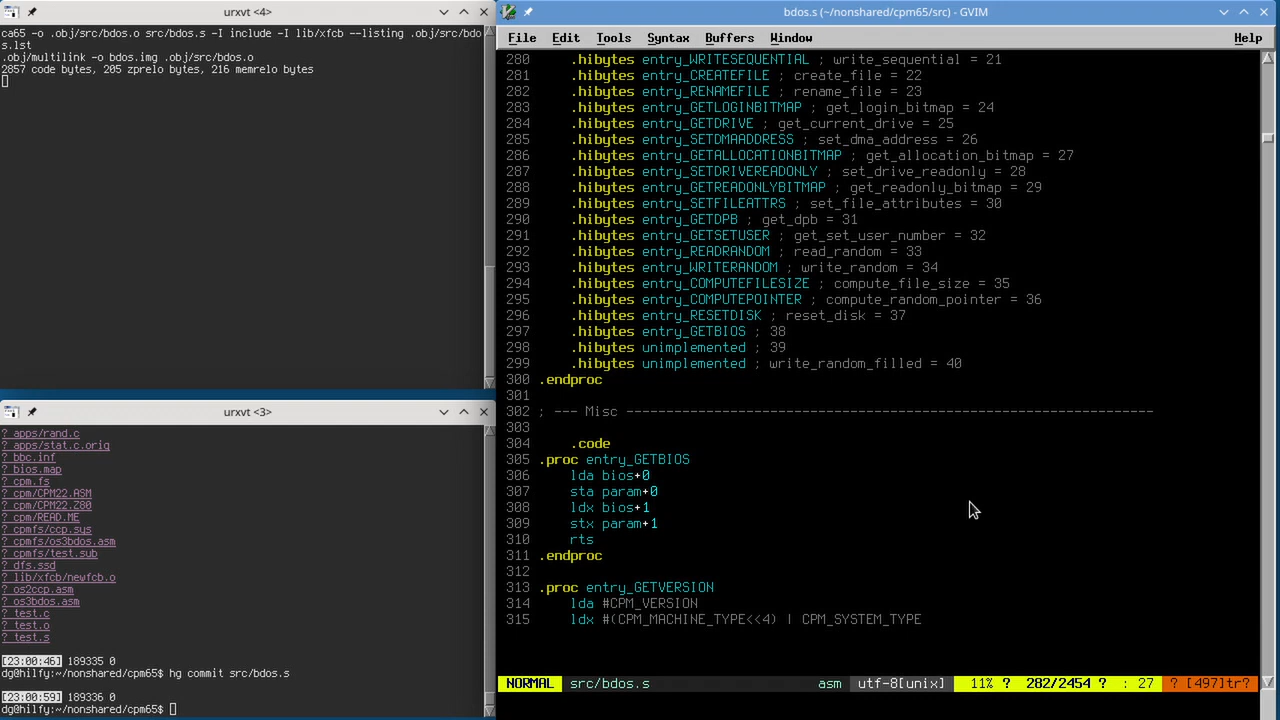 urxvt <4>
ca65 -o .obj/src/bdos.o src/bdos.s -I include -I lib/xfcb --listing .obj/src/bdo
s.lst
.obj/multilink -o bdos.img .obj/src/bdos.o
2857 code bytes, 205 zprelo bytes, 216 memrelo bytes
urxvt <3>
? apps/rand.c
? apps/stat.c.orig
? bbc.inf
? bios.map
? cpm.fs
? cpm/CPM22.ASM
? cpm/CPM22.Z80
? cpm/READ.ME
? cpmfs/ccp.sys
? cpmfs/os3bdos.asm
? cpmfs/test.sub
? dfs.ssd
? lib/xfcb/newfcb.o
? os2ccp.asm
? os3bdos.asm
? test.c
? test.o
? test.s
[23:00:46] 189335 0
dg@hilfy:~/nonshared/cpm65$ hg commit src/bdos.s
[23:00:59] 189336 0
dg@hilfy:~/nonshared/cpm65$
bdos.s (~/nonshared/cpm65/src) - GVIM
File Edit Tools Syntax Buffers Window Help
280 .hibytes entry_WRITESEQUENTIAL ; write_sequential = 21
281 .hibytes entry_CREATEFILE ; create_file = 22
282 .hibytes entry_RENAMEFILE ; rename_file = 23
283 .hibytes entry_GETLOGINBITMAP ; get_login_bitmap = 24
284 .hibytes entry_GETDRIVE ; get_current_drive = 25
285 .hibytes entry_SETDMAADDRESS ; set_dma_address = 26
286 .hibytes entry_GETALLOCATIONBITMAP ; get_allocation_bitmap = 27
287 .hibytes entry_SETDRIVEREADONLY ; set_drive_readonly = 28
288 .hibytes entry_GETREADONLYBITMAP ; get_readonly_bitmap = 29
289 .hibytes entry_SETFILEATTRS ; set_file_attributes = 30
290 .hibytes entry_GETDPB ; get_dpb = 31
291 .hibytes entry_GETSETUSER ; get_set_user_number = 32
292 .hibytes entry_READRANDOM ; read_random = 33
293 .hibytes entry_WRITERANDOM ; write_random = 34
294 .hibytes entry_COMPUTEFILESIZE ; compute_file_size = 35
295 .hibytes entry_COMPUTEPOINTER ; compute_random_pointer = 36
296 .hibytes entry_RESETDISK ; reset_disk = 37
297 .hibytes entry_GETBIOS ; 38
298 .hibytes unimplemented ; 39
299 .hibytes unimplemented ; write_random_filled = 40
300 .endproc
301
302 ; --- Misc ------------------------------------------------------------------
303
304 .code
305 .proc entry_GETBIOS
306 lda bios+0
307 sta param+0
308 ldx bios+1
309 stx param+1
310 rts
311 .endproc
312
313 .proc entry_GETVERSION
314 lda #CPM_VERSION
315 ldx #(CPM_MACHINE_TYPE<<4) | CPM_SYSTEM_TYPE
NORMAL src/bdos.s asm utf-8[unix] 11% ? 282/2454 ? : 27 ? [497]tr?